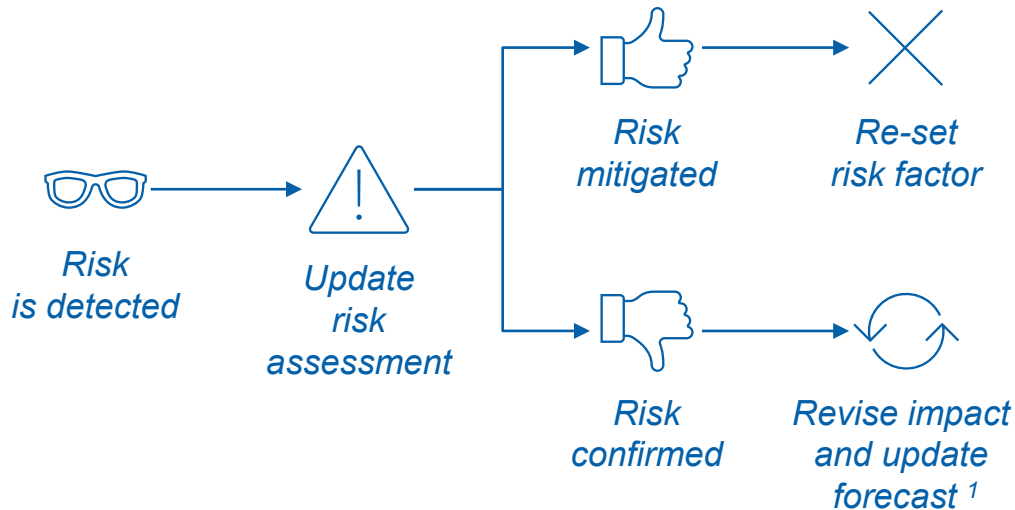 Risk
mitigated
Re-set
risk factor
Risk
is detected
Update
risk
assessment
Risk
confirmed
Revise impact
and update
forecast 1